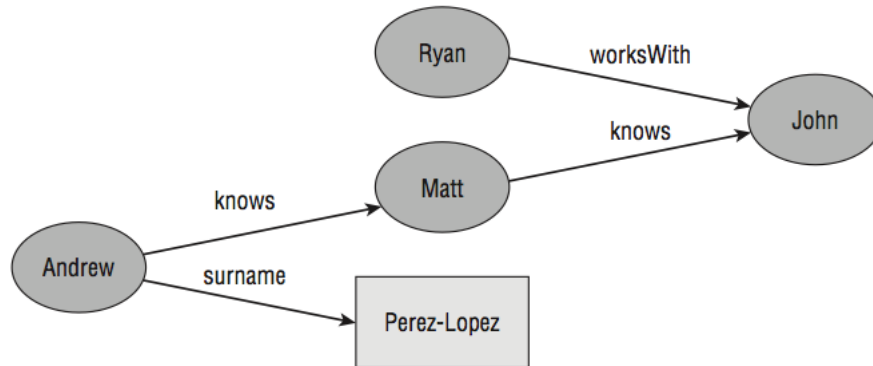 Ryan
worksWith
John
knows
Matt
knows
Andrew
surname
Perez-Lopez